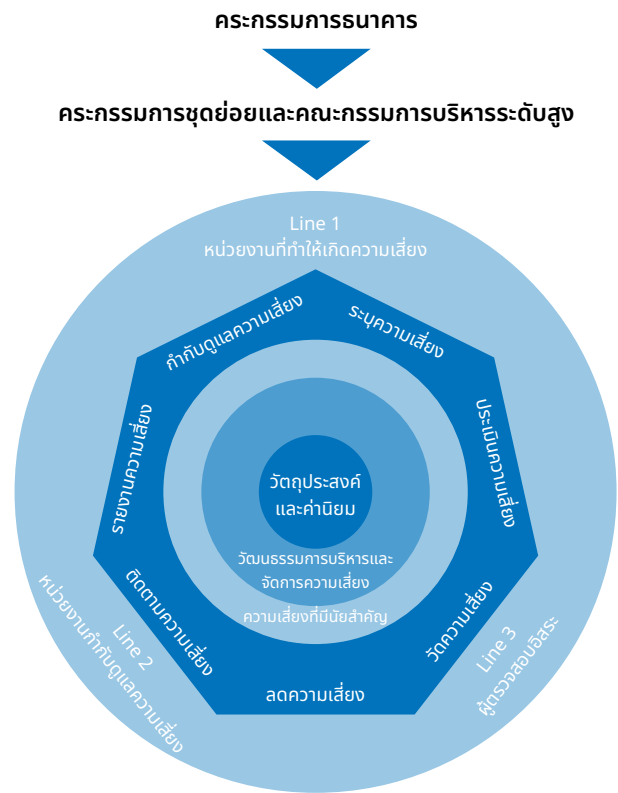 คระกรรมการธนาคาร
คระกรรมการชุดย่อยและคณะกรรมการบริหารระดับสูง
Line 1
หน่วยงานที่ทำให้เกิดความเสี่ยง
กำกับดูแลความเสี่ยง
ระบุความเสี่ยง
รายงานความเสี่ยง
ประเมินความเสี่ยง
วัตถุประสงค์
และค่านิยม
วัฒนธรรมการบริหารและ
จัดการความเสี่ยง
ความเสี่ยงที่มีนัยสำคัญ
ติดตามความเสี่ยง
วัดความเสี่ยง
ลดความเสี่ยง
Line 2
หน่วยงานกำกับดูแลความเสี่ยง
Line 3
ผู้ตรวจสอบอิสระ